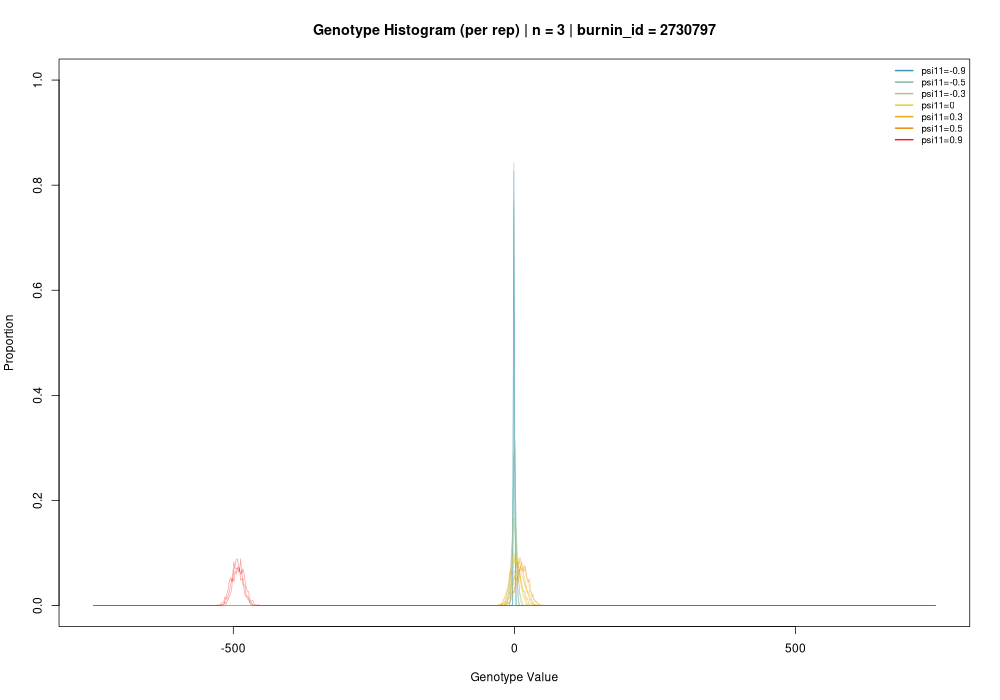 Genotype Histogram (per rep) | n = 3 | burnin_id = 2730797
psi11=-0.9
psi11=-0.5
psi11=-0.3
psi11=0
psi11=0.3
psi11=0.5
psi11=0.9
1.0
0.8
0.6
0.4
0.2
0.0
Proportion
-500
0
500
Genotype Value